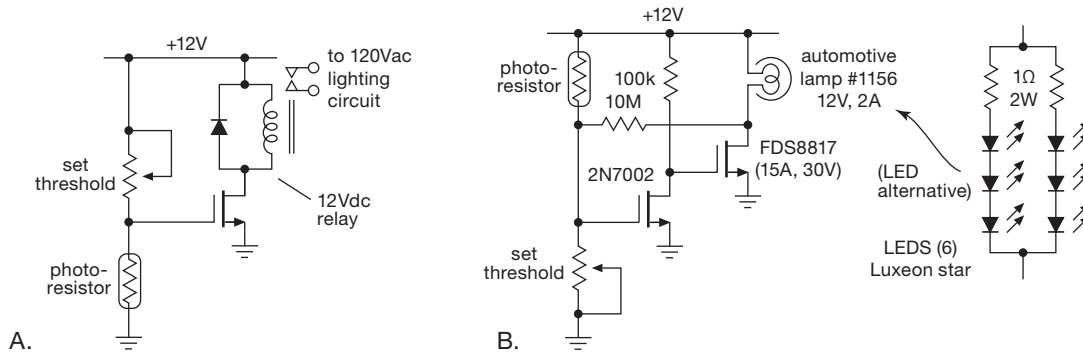 +12V
to 120Vac
lighting
circuit
set
threshold
12Vdc
relay
photo-
resistor
A.
+12V
photo-
resistor
100k
10M
automotive
lamp #1156
12V, 2A
FDS8817
(15A, 30V)
2N7002
set
threshold
B.
1Ω
2W
(LED
alternative)
LEDS (6)
Luxeon star